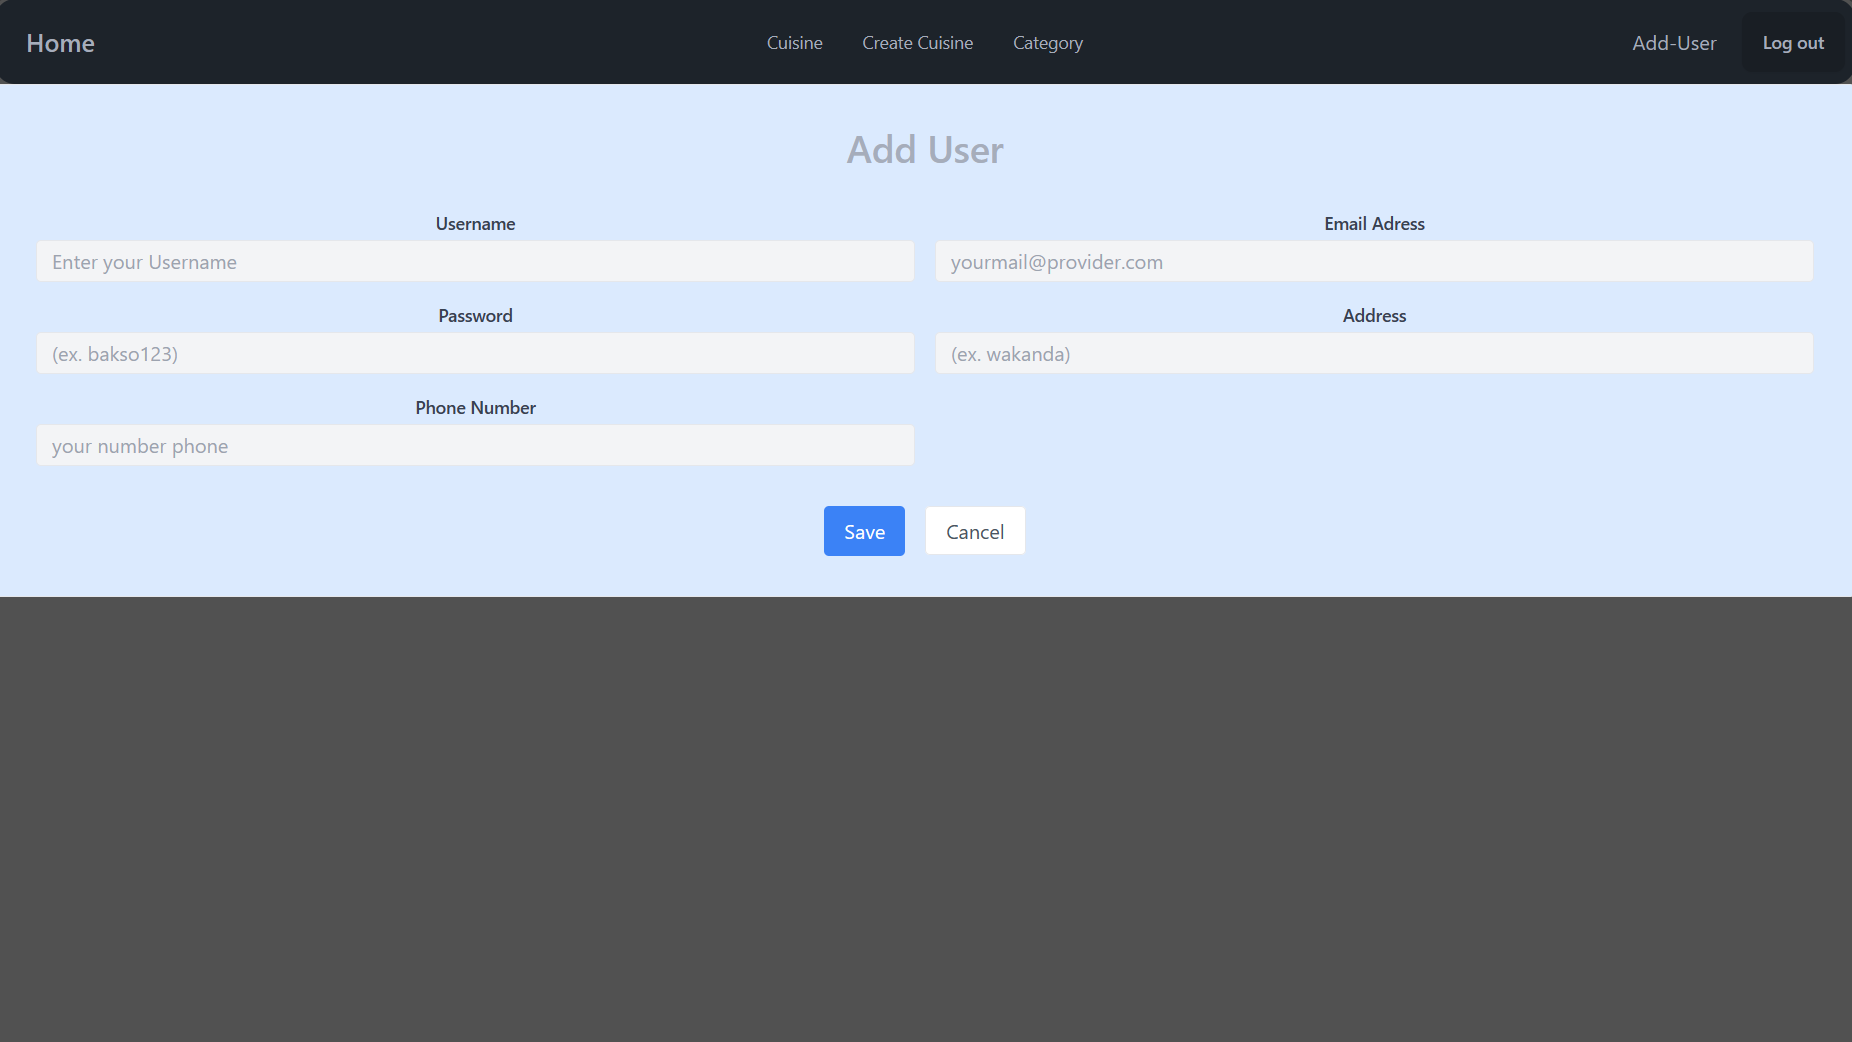 Home Cuisine Create Cuisine Category Add-User Log out
Add User
Username Email Adress
Enter your Username yourmail@provider.com
Password Address
(ex. bakso123) (ex. wakanda)
Phone Number
your number phone
Save Cancel